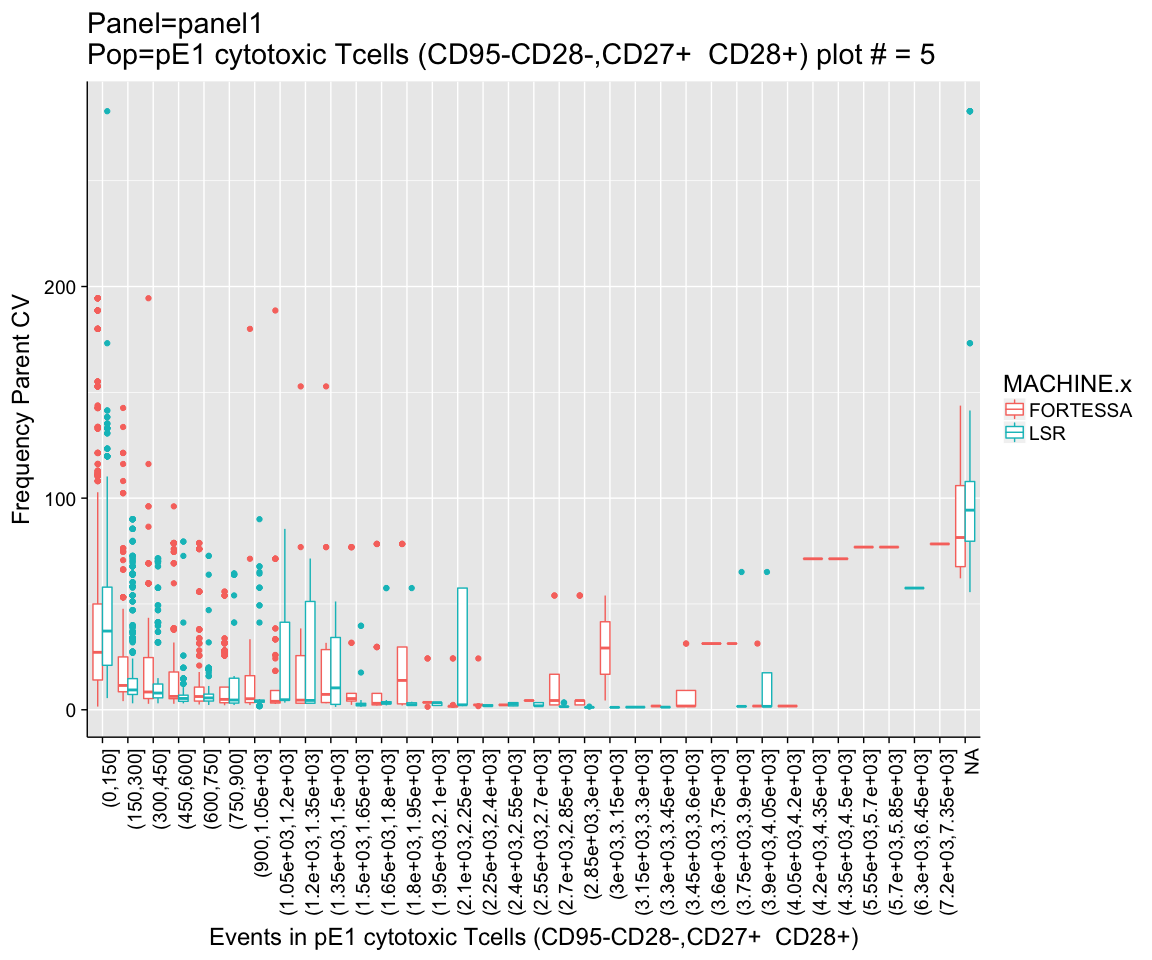 Panel=panel1
Pop=pE1 cytotoxic Tcells (CD95-CD28-,CD27+  CD28+) plot # = 5
Frequency Parent CV
200
100
0
(0,150]
(150,300]
(300,450]
(450,600]
(600,750]
(750,900]
(900,1.05e+03]
(1.05e+03,1.2e+03]
(1.2e+03,1.35e+03]
(1.35e+03,1.5e+03]
(1.5e+03,1.65e+03]
(1.65e+03,1.8e+03]
(1.8e+03,1.95e+03]
(1.95e+03,2.1e+03]
(2.1e+03,2.25e+03]
(2.25e+03,2.4e+03]
(2.4e+03,2.55e+03]
(2.55e+03,2.7e+03]
(2.7e+03,2.85e+03]
(2.85e+03,3e+03]
(3e+03,3.15e+03]
(3.15e+03,3.3e+03]
(3.3e+03,3.45e+03]
(3.45e+03,3.6e+03]
(3.6e+03,3.75e+03]
(3.75e+03,3.9e+03]
(3.9e+03,4.05e+03]
(4.05e+03,4.2e+03]
(4.2e+03,4.35e+03]
(4.35e+03,4.5e+03]
(5.55e+03,5.7e+03]
(5.7e+03,5.85e+03]
(6.3e+03,6.45e+03]
(7.2e+03,7.35e+03]
NA
Events in pE1 cytotoxic Tcells (CD95-CD28-,CD27+  CD28+)
MACHINE.x
FORTESSA
LSR